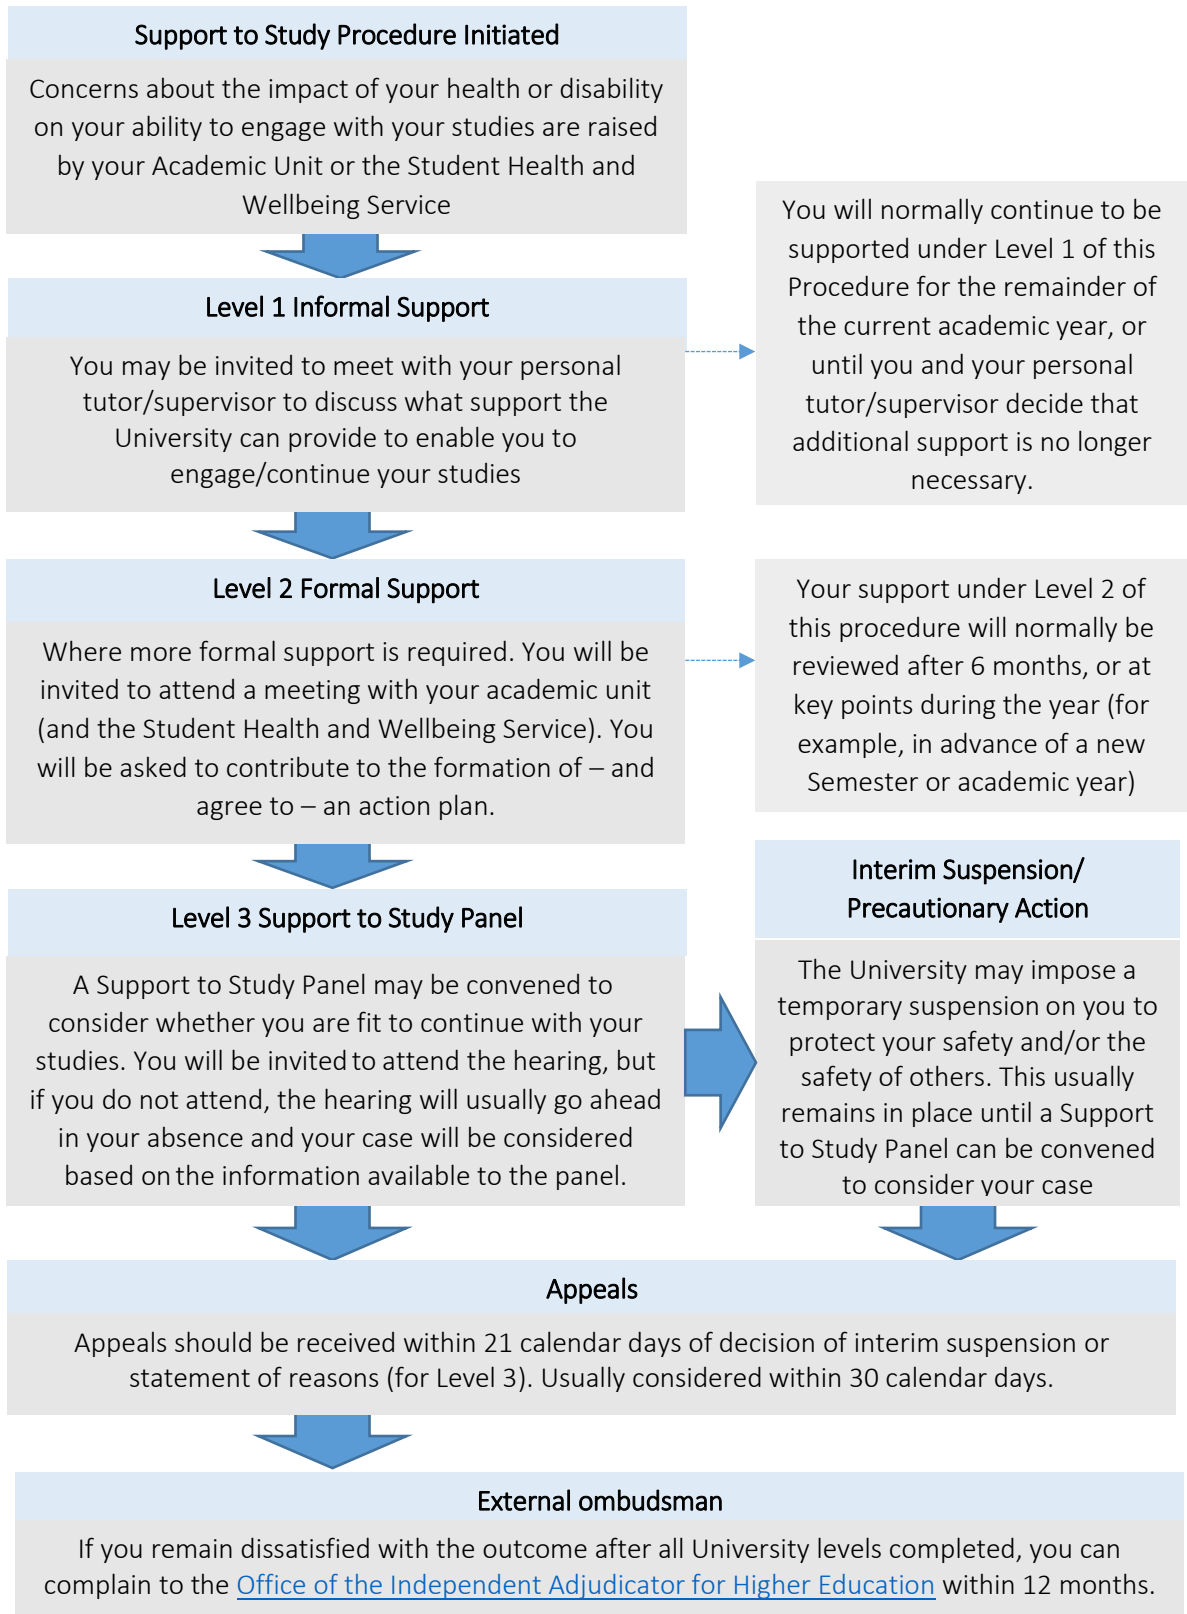 Support to Study Procedure Initiated
Concerns about the impact of your health or disability
on your ability to engage with your studies are raised
by your Academic Unit or the Student Health and
Wellbeing Service
Level 1 Informal Support
You may be invited to meet with your personal
tutor/supervisor to discuss what support the
University can provide to enable you to
engage/continue your studies
You will normally continue to be
supported under Level 1 of this
Procedure for the remainder of
the current academic year, or
until you and your personal
tutor/supervisor decide that
additional support is no longer
necessary.
Level 2 Formal Support
Where more formal support is required. You will be
invited to attend a meeting with your academic unit
(and the Student Health and Wellbeing Service). You
will be asked to contribute to the formation of – and
agree to – an action plan.
Your support under Level 2 of
this procedure will normally be
reviewed after 6 months, or at
key points during the year (for
example, in advance of a new
Semester or academic year)
Level 3 Support to Study Panel
A Support to Study Panel may be convened to
consider whether you are fit to continue with your
studies. You will be invited to attend the hearing, but
if you do not attend, the hearing will usually go ahead
in your absence and your case will be considered
based on the information available to the panel.
Interim Suspension/
Precautionary Action
The University may impose a
temporary suspension on you to
protect your safety and/or the
safety of others. This usually
remains in place until a Support
to Study Panel can be convened
to consider your case
Appeals
Appeals should be received within 21 calendar days of decision of interim suspension or
statement of reasons (for Level 3). Usually considered within 30 calendar days.
External ombudsman
If you remain dissatisfied with the outcome after all University levels completed, you can
complain to the Office of the Independent Adjudicator for Higher Education within 12 months.